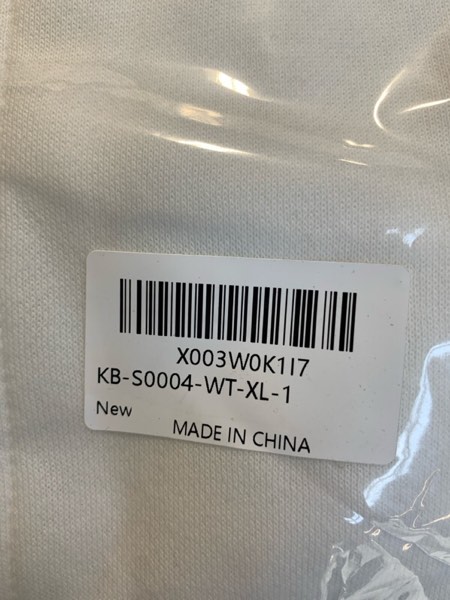 X003W0K1I7
KB-S0004-WT-XL-1
New
MADE IN CHINA